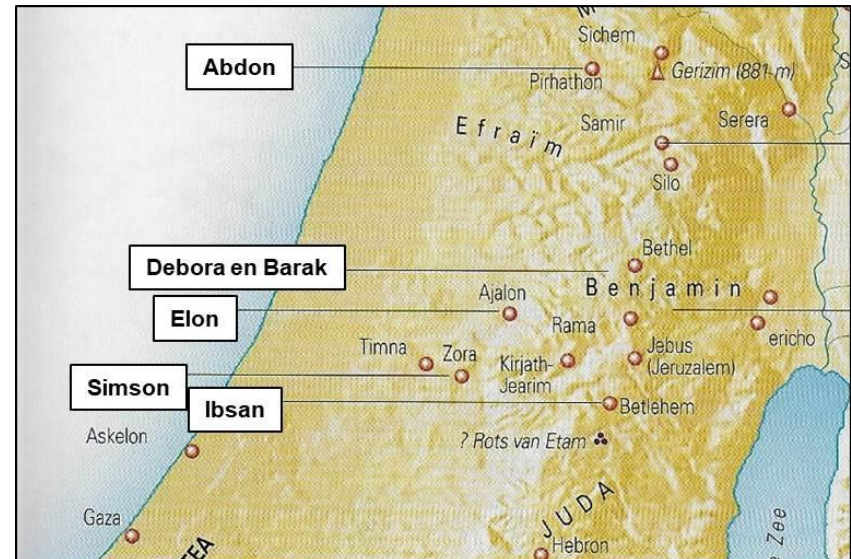 Sichem
Abdon
Pirhathon
Gerizim (881 m)
Efraïm
Samir
Serera
Silo
Debora en Barak
Bethel
Benjamin
Ajalon
Elon
Rama
ericho
Timna
Zora
Kirjath-
Jearim
Jebus
(Jeruzalem)
Simson
Ibsan
Betlehem
Askelon
? Rots van Etam
JUDA
Gaza
Zee
TEA
Hebron